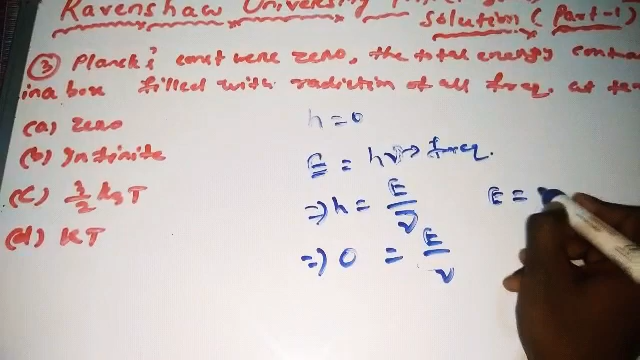 Ravenshaw University
Solution (Part-1)
③ Planck's const were zero, the total energy
in a box filled with radiation of all freq. at
(a) Zero
(b) Infinite
(c) 3/2 kBT
(d) KT
h = 0
E = hν → freq.
⇒ h = E/ν
⇒ 0 = E/ν
E =